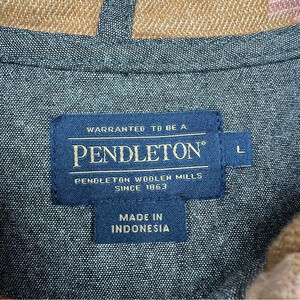 WARRANTED TO BE A
PENDLETON®
L
PENDLETON WOOLEN MILLS
SINCE 1863
MADE IN
INDONESIA